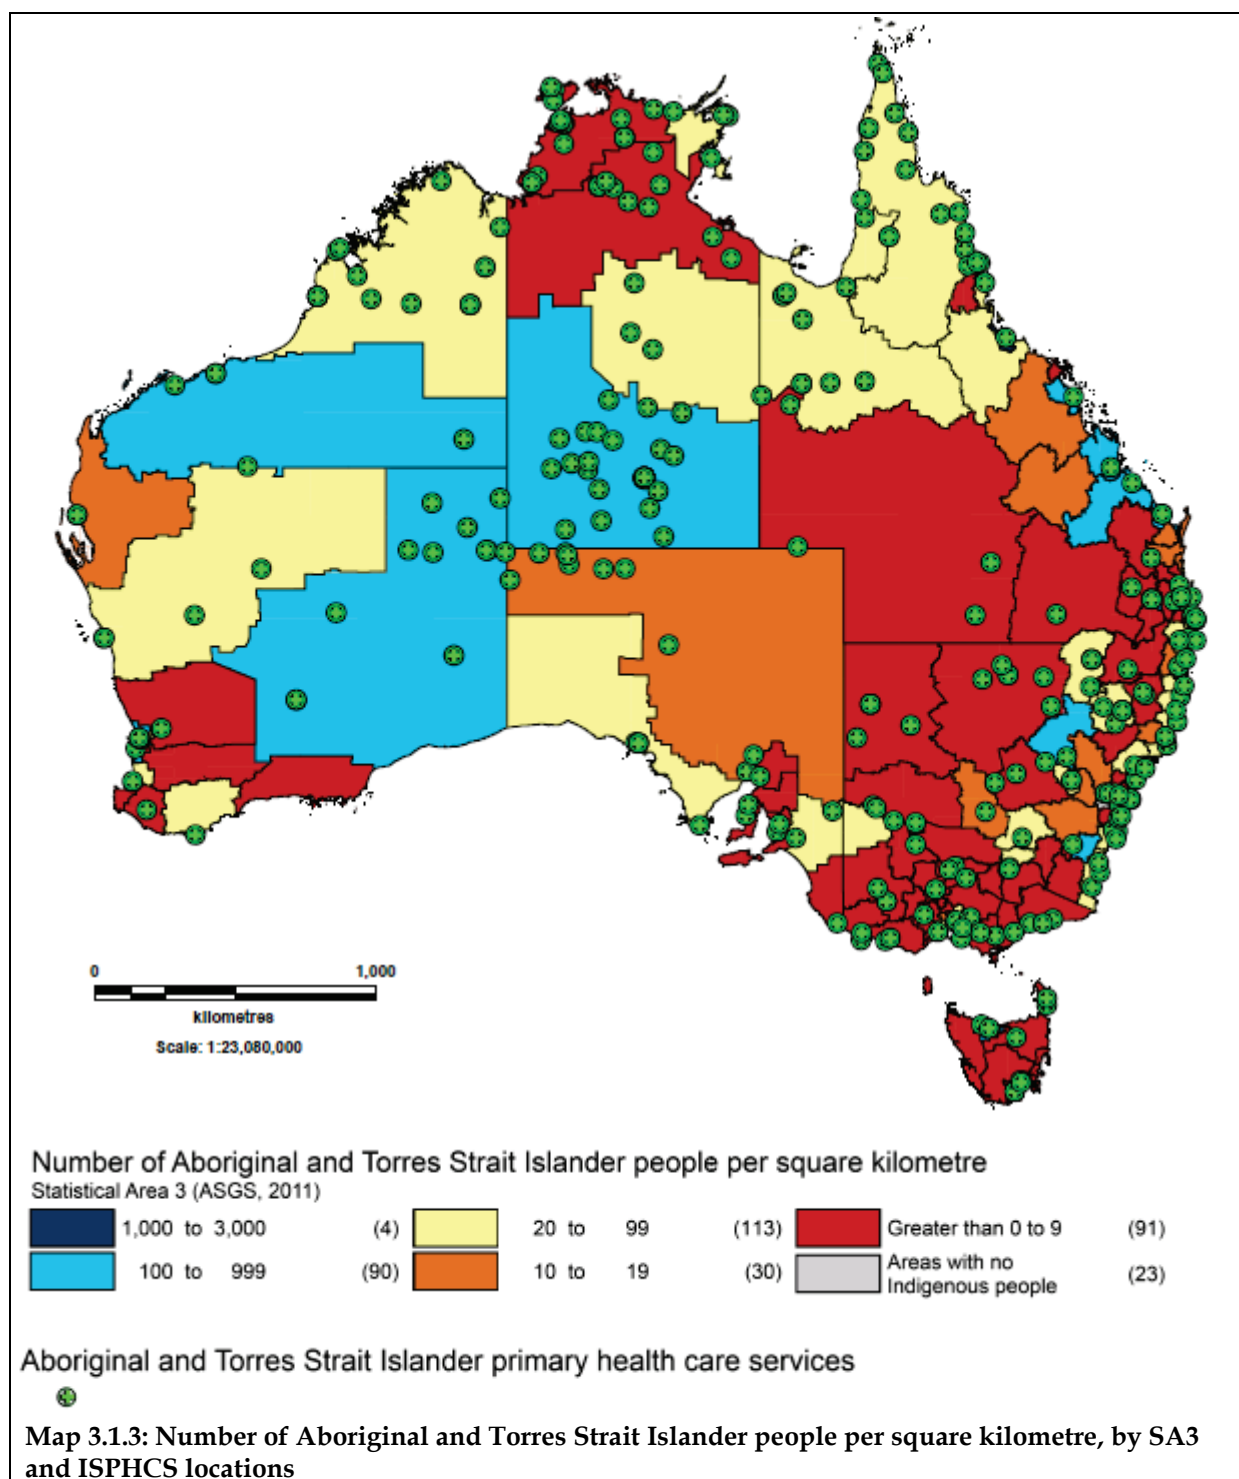 0 1,000
kilometres
Scale: 1:23,080,000
Number of Aboriginal and Torres Strait Islander people per square kilometre
Statistical Area 3 (ASGS, 2011)
1,000 to 3,000 (4) 20 to 99 (113) Greater than 0 to 9 (91)
100 to 999 (90) 10 to 19 (30) Areas with no
Indigenous people (23)
Aboriginal and Torres Strait Islander primary health care services
Map 3.1.3: Number of Aboriginal and Torres Strait Islander people per square kilometre, by SA3
and ISPHCS locations